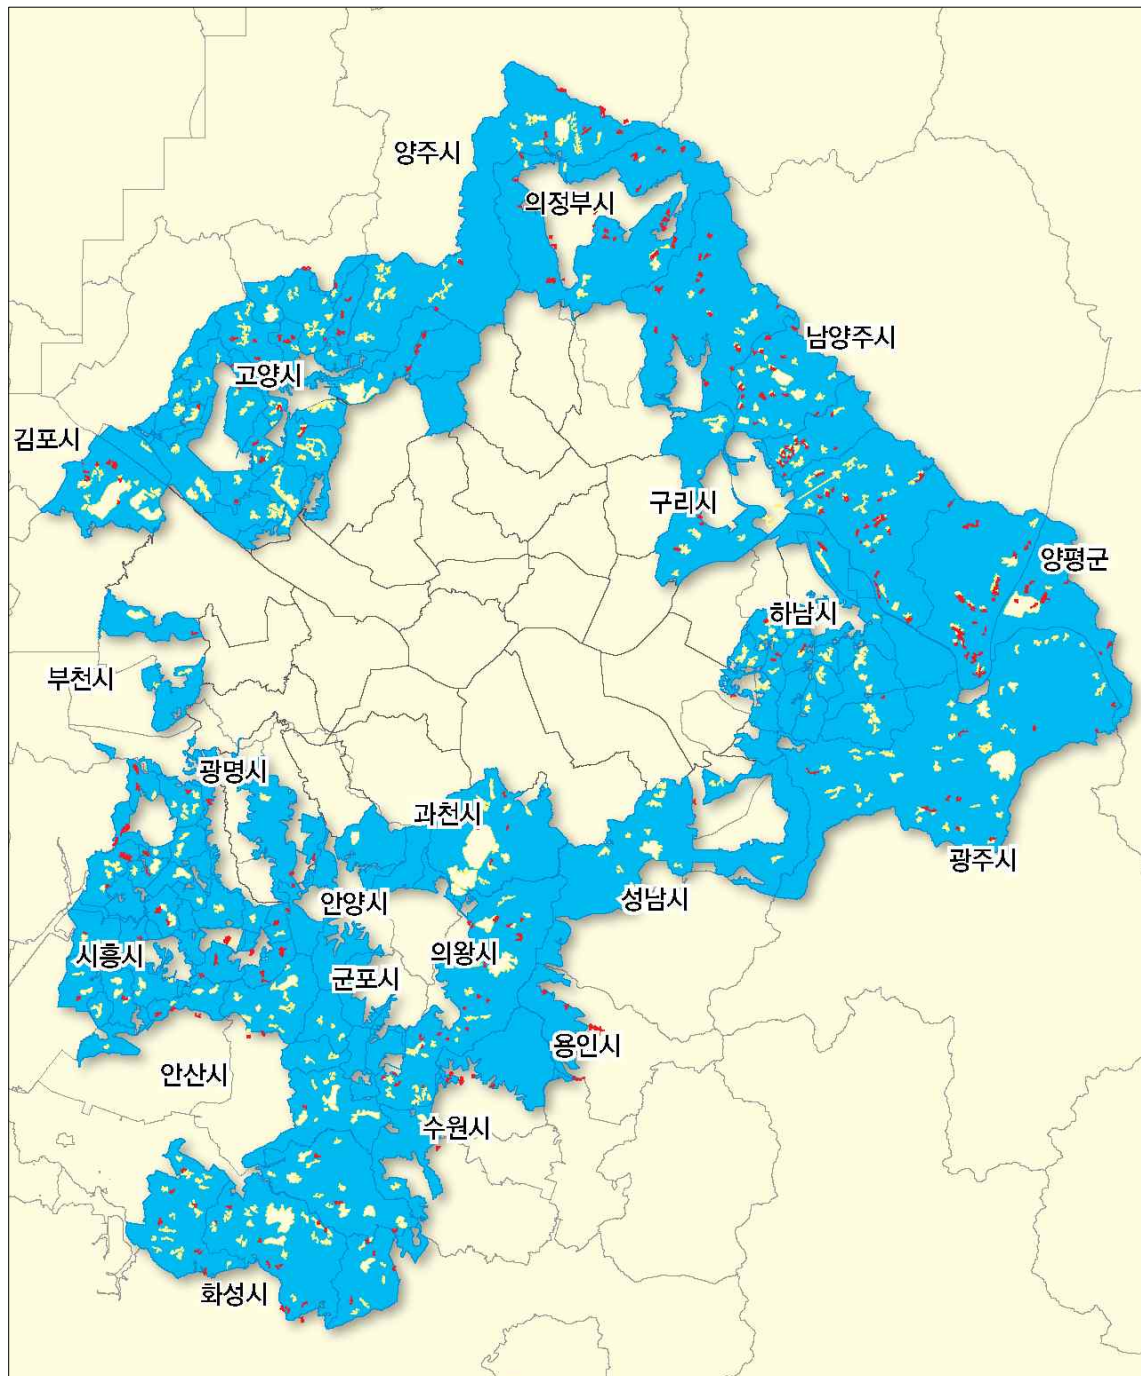 양주시
의정부시
남양주시
고양시
김포시
구리시
양평군
하남시
부천시
광명시
과천시
광주시
안양시
성남시
시흥시
의왕시
군포시
용인시
안산시
수원시
화성시